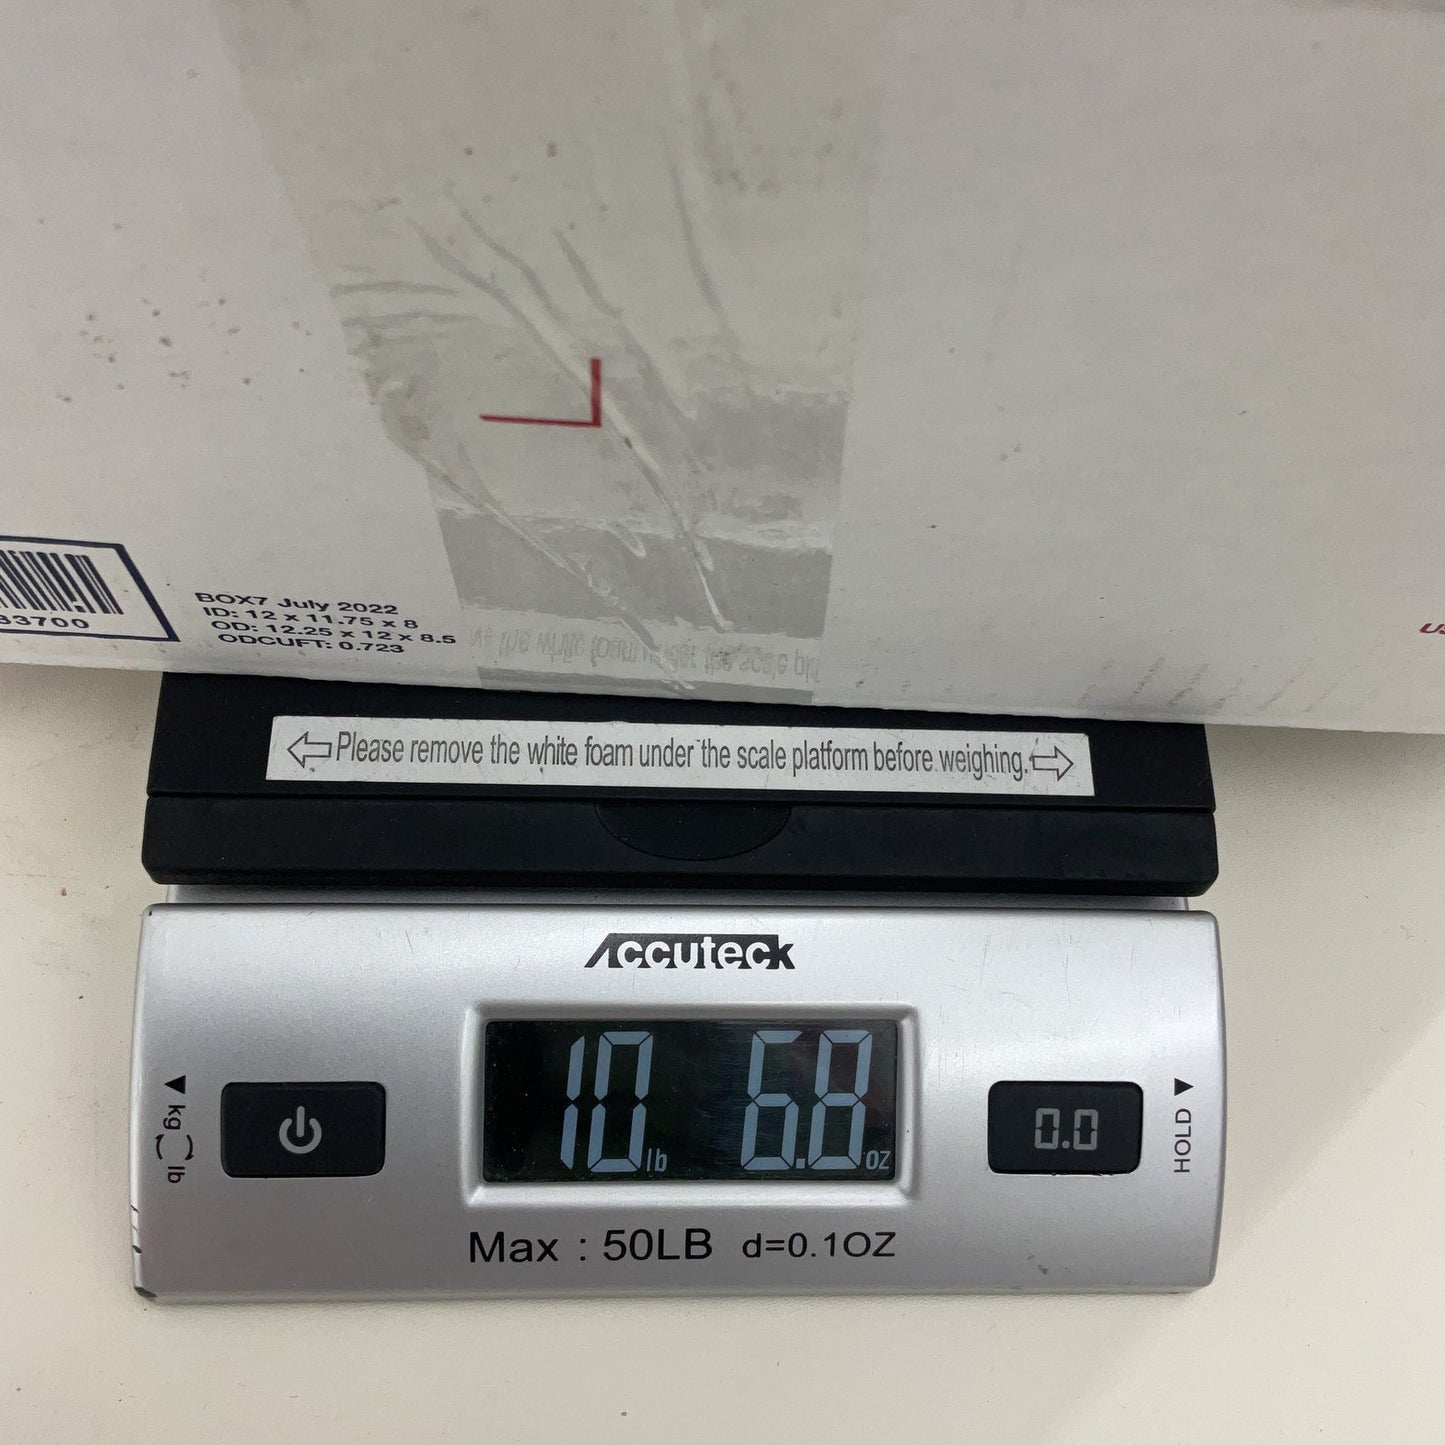 33700
BOX7 July 2022
ID: 12 x 11.75 x 8
OD: 12.25 x 12 x 8.5
ODCUFT: 0.723
Please remove the white foam under the scale platform before weighing.
Accuteck
10 lb 6.8 oz
kg lb
0.0
HOLD
Max : 50LB d=0.1OZ